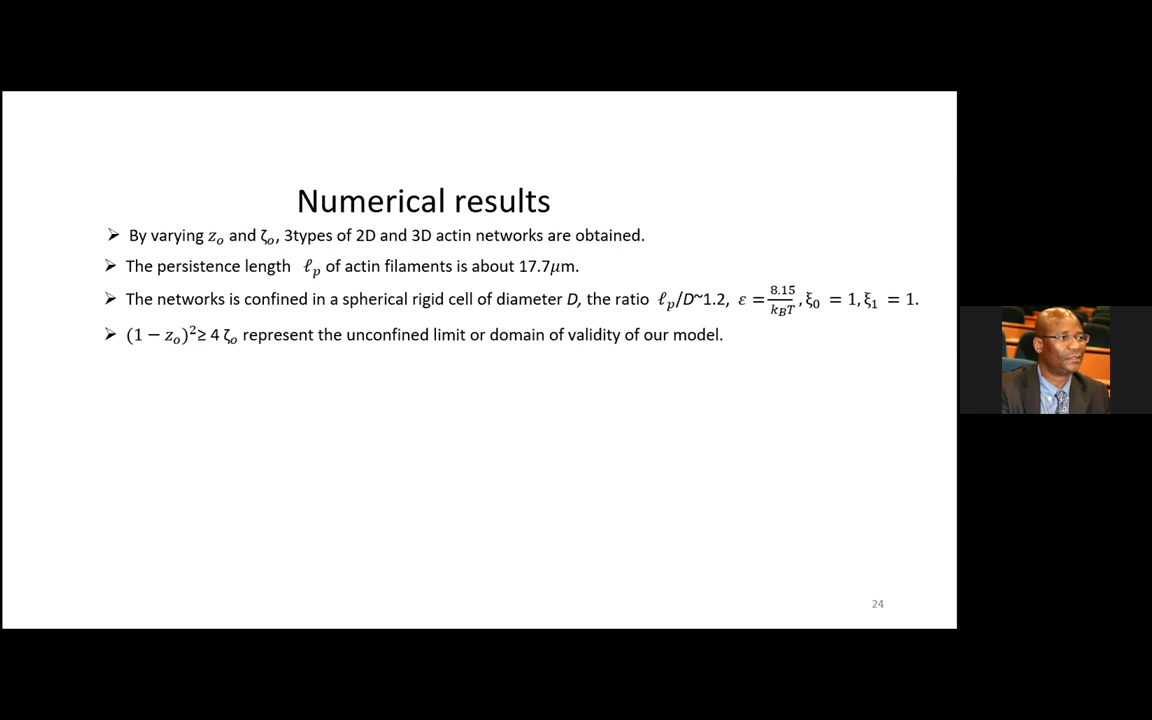 Numerical results
➢ By varying 𝑧ₒ and ζₒ, 3types of 2D and 3D actin networks are obtained.
➢ The persistence length ℓₚ of actin filaments is about 17.7𝜇m.
➢ The networks is confined in a spherical rigid cell of diameter D, the ratio ℓₚ/D~1.2, 𝜀 = 8.15/𝑘_B𝑇, ξ₀ = 1, ξ₁ = 1.
➢ (1 − 𝑧ₒ)²≥ 4 ζₒ represent the unconfined limit or domain of validity of our model.
24